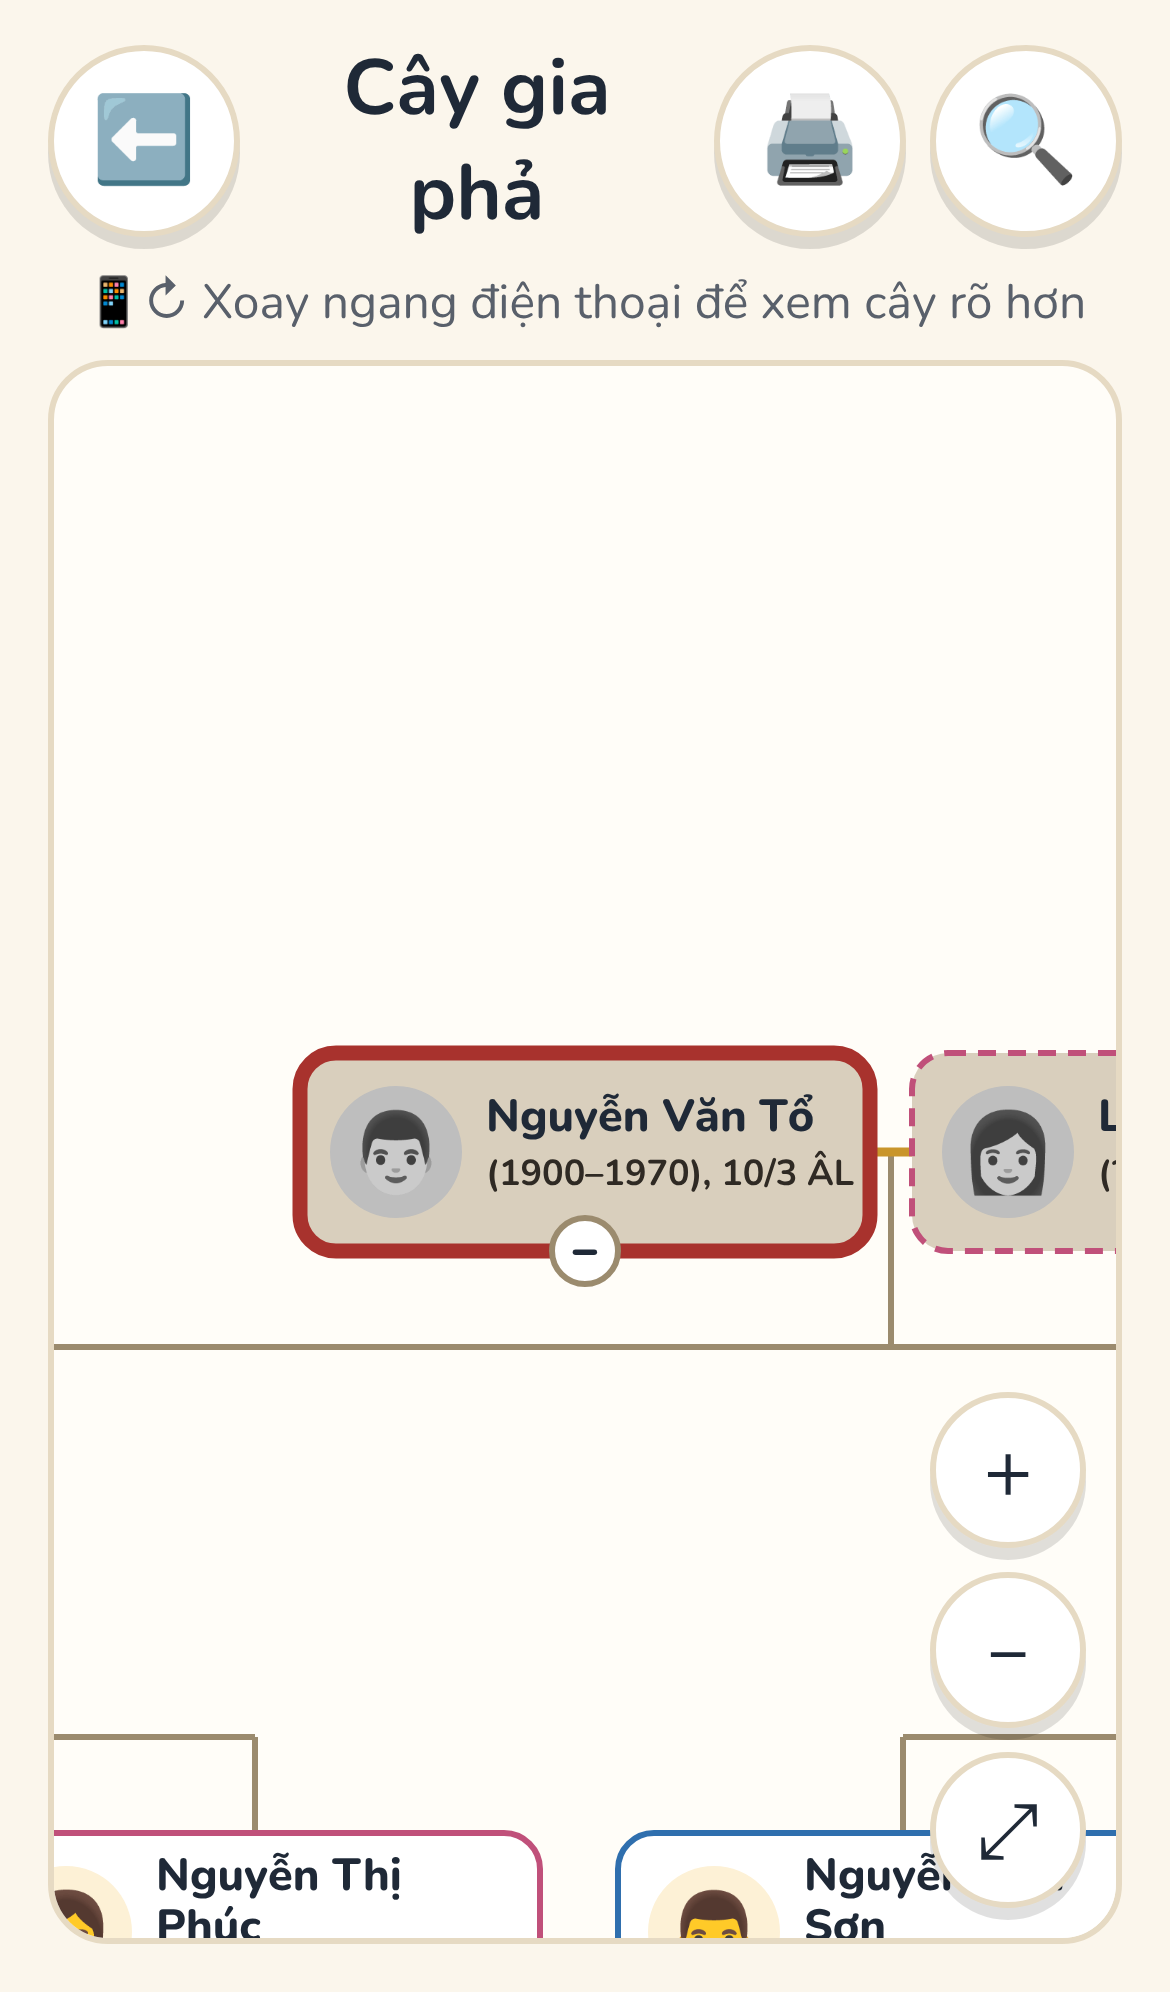 Cây gia
phả
Xoay ngang điện thoại để xem cây rõ hơn
Nguyễn Văn Tổ
(1900–1970), 10/3 ÂL
Nguyễn Thị
Phúc
Sơn